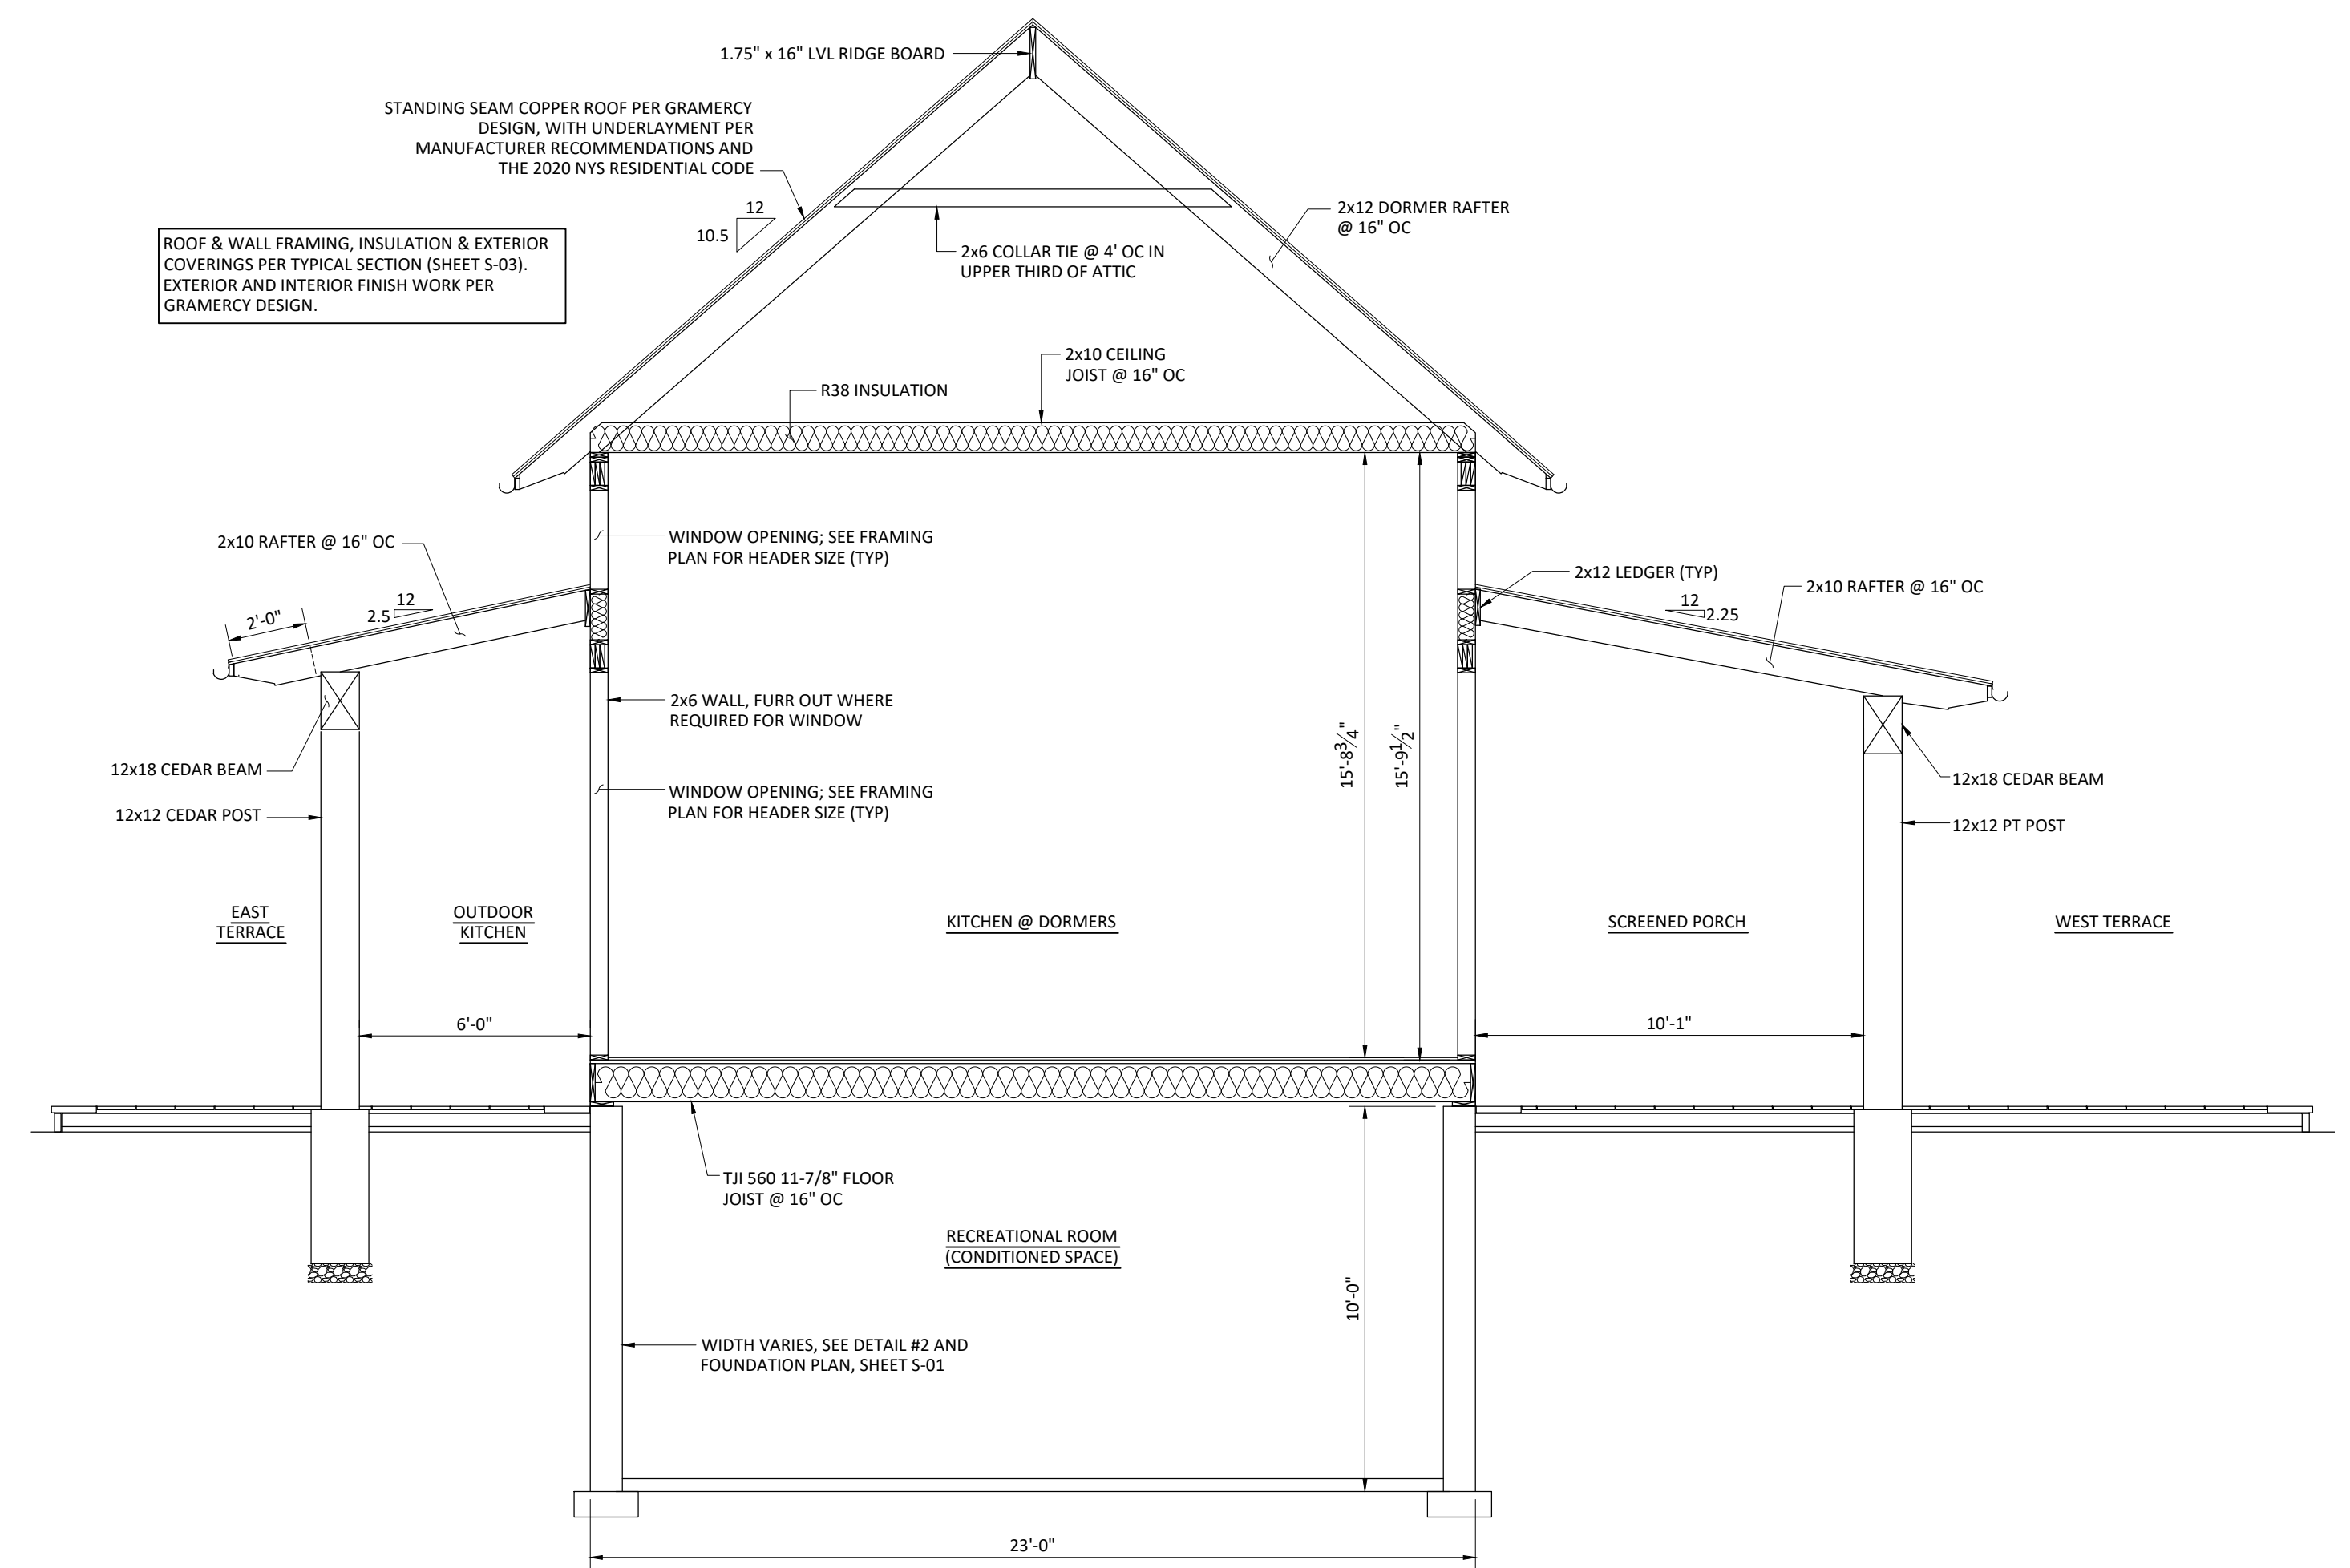 1.75" x 16" LVL RIDGE BOARD
STANDING SEAM COPPER ROOF PER GRAMERCY
DESIGN, WITH UNDERLAYMENT PER
MANUFACTURER RECOMMENDATIONS AND
THE 2020 NYS RESIDENTIAL CODE
12
10.5
2x12 DORMER RAFTER
@ 16" OC
ROOF & WALL FRAMING, INSULATION & EXTERIOR
COVERINGS PER TYPICAL SECTION (SHEET S-03).
EXTERIOR AND INTERIOR FINISH WORK PER
GRAMERCY DESIGN.
2x6 COLLAR TIE @ 4' OC IN
UPPER THIRD OF ATTIC
2x10 CEILING
JOIST @ 16" OC
R38 INSULATION
2x10 RAFTER @ 16" OC
WINDOW OPENING; SEE FRAMING
PLAN FOR HEADER SIZE (TYP)
2x12 LEDGER (TYP)
2x10 RAFTER @ 16" OC
2'-0"
12
2.5
12
2.25
2x6 WALL, FURR OUT WHERE
REQUIRED FOR WINDOW
15'-8 3/4"
15'-9 1/2"
12x18 CEDAR BEAM
12x18 CEDAR BEAM
WINDOW OPENING; SEE FRAMING
PLAN FOR HEADER SIZE (TYP)
12x12 CEDAR POST
12x12 PT POST
EAST
TERRACE
OUTDOOR
KITCHEN
KITCHEN @ DORMERS
SCREENED PORCH
WEST TERRACE
6'-0"
10'-1"
TJI 560 11-7/8" FLOOR
JOIST @ 16" OC
RECREATIONAL ROOM
(CONDITIONED SPACE)
10'-0"
WIDTH VARIES, SEE DETAIL #2 AND
FOUNDATION PLAN, SHEET S-01
23'-0"